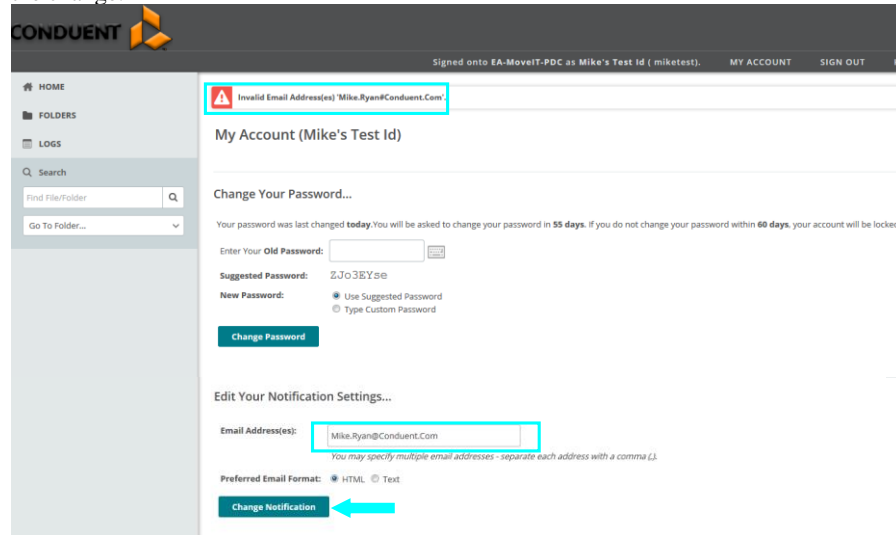 CONDUENT
Signed onto EA-MoveIT-PDC as Mike's Test Id ( miketest). MY ACCOUNT SIGN OUT
HOME
FOLDERS
LOGS
Search
Find File/Folder
Go To Folder...
Invalid Email Address(es) 'Mike.Ryan#Conduent.Com'.
My Account (Mike's Test Id)
Change Your Password...
Your password was last changed today.You will be asked to change your password in 55 days. If you do not change your password within 60 days, your account will be locked
Enter Your Old Password:
Suggested Password: ZJo3EYse
New Password: Use Suggested Password
Type Custom Password
Change Password
Edit Your Notification Settings...
Email Address(es): Mike.Ryan@Conduent.Com
You may specify multiple email addresses - separate each address with a comma (,).
Preferred Email Format: HTML Text
Change Notification